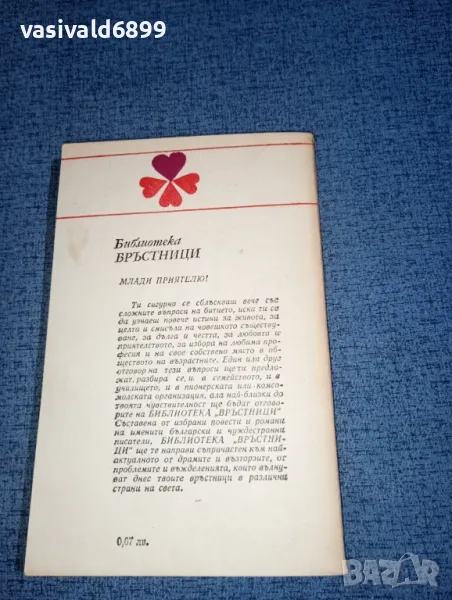 vasivald6899
Библиотека
ВРЪСТНИЦИ
МЛАДИ ПРИЯТЕЛЮ!
Ти сигурно се сблъскваш вече със
сложните въпроси на битието, иска ти се
да узнаеш повече истини за живота, за
целта и смисъла на човешкото съществу-
ване, за дълга и честта, за любовта и
приятелството, за избора на любима про-
фесия и на свое собствено място в об-
ществото на възрастните. Един или друг
отговор на тези въпроси ще ти предло-
жат, разбира се, и в семейството, и в
училището, и в пионерската или комсо-
молската организация, ала най-близки до
твоята чувствителност ще бъдат отгово-
рите на БИБЛИОТЕКА „ВРЪСТНИЦИ“
Съставена от избрани повести и романи
на именити български и чуждестранни
писатели, БИБЛИОТЕКА „ВРЪСТНИ-
ЦИ“ ще те направи съпричастен към най-
актуалното от драмите и възторзите, от
проблемите и въжделенията, които вълну-
ват днес твоите връстници в различни
страни на света.
0,67 лв.
BAZAR